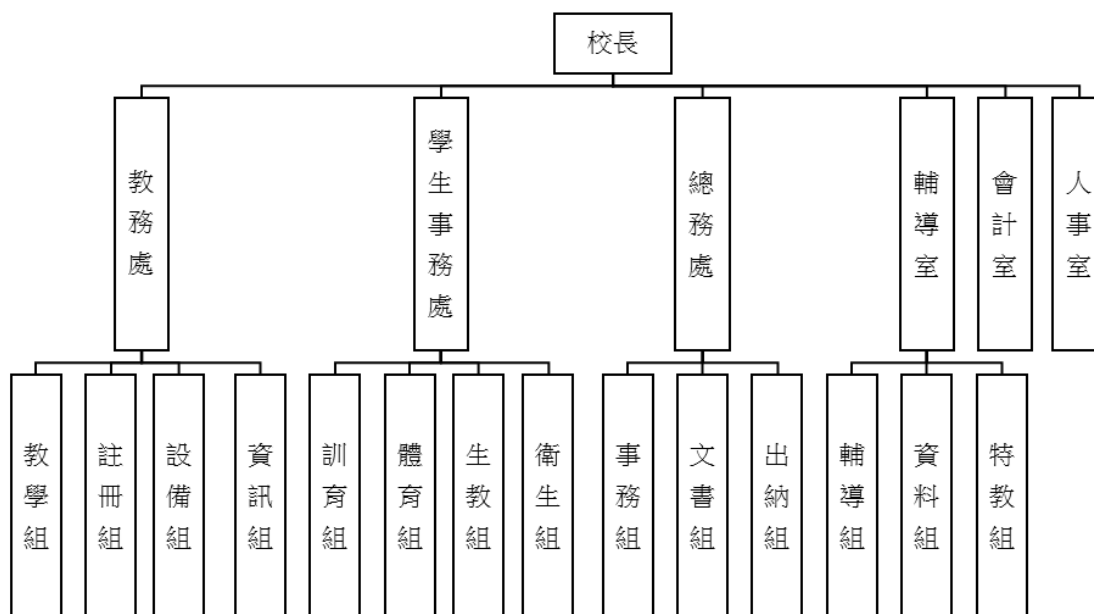 校長
教務處
學生事務處
總務處
輔導室
會計室
人事室
教學組
註冊組
設備組
資訊組
訓育組
體育組
生教組
衛生組
事務組
文書組
出納組
輔導組
資料組
特教組